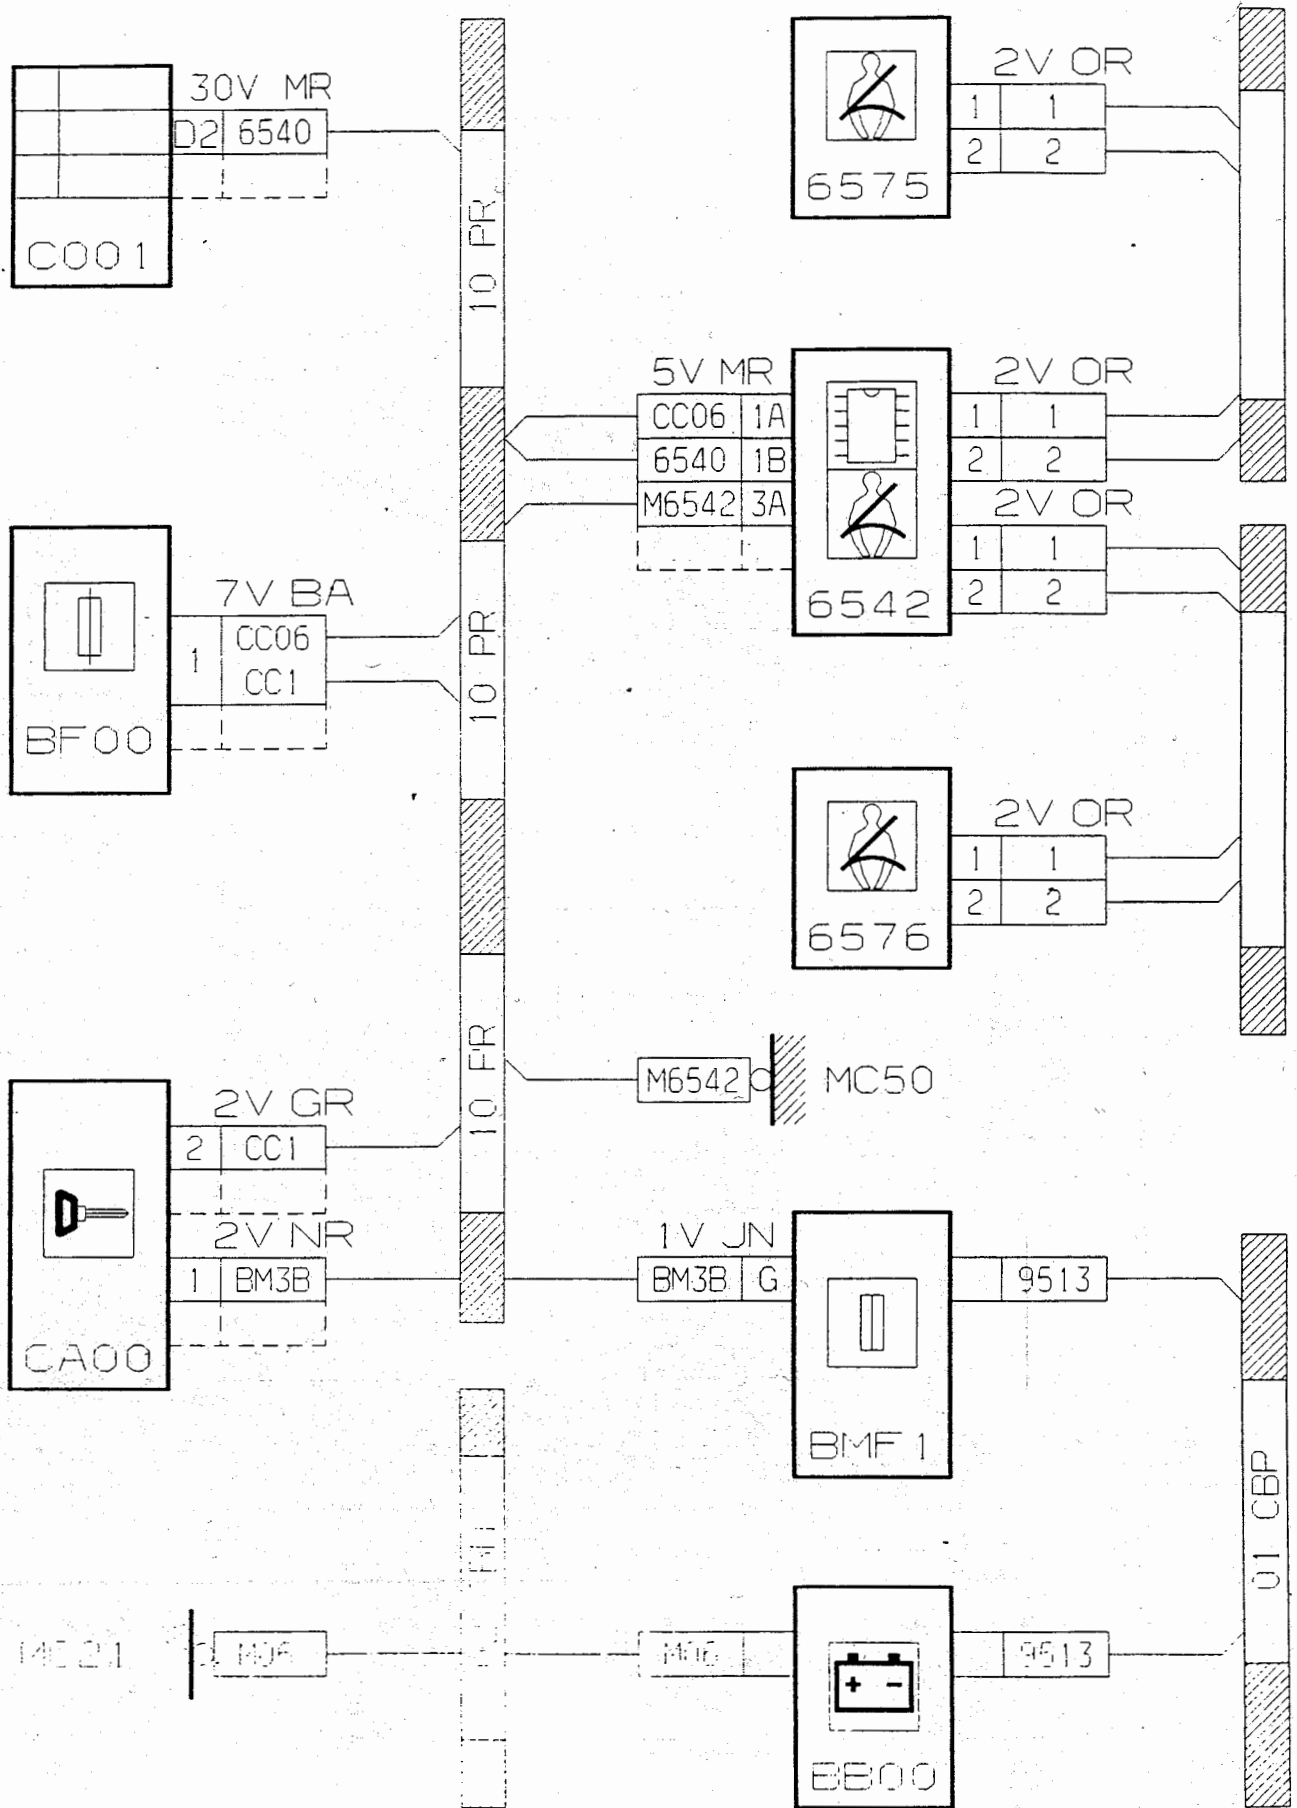 30V MR
D2 6540
C001
10 PR
2V OR
1 1
2 2
6575
5V MR
CC06 1A
6540 1B
M6542 3A
6542
2V OR
1 1
2 2
2V OR
1 1
2 2
7V BA
1 CC06
CC1
BF00
10 PR
2V OR
1 1
2 2
6576
10 PR
M6542
MC50
2V GR
2 CC1
2V NR
1 BM3B
CA00
1V JN
BM3B G
9513
BMF1
01 CBP
M06
9513
+ -
BB00